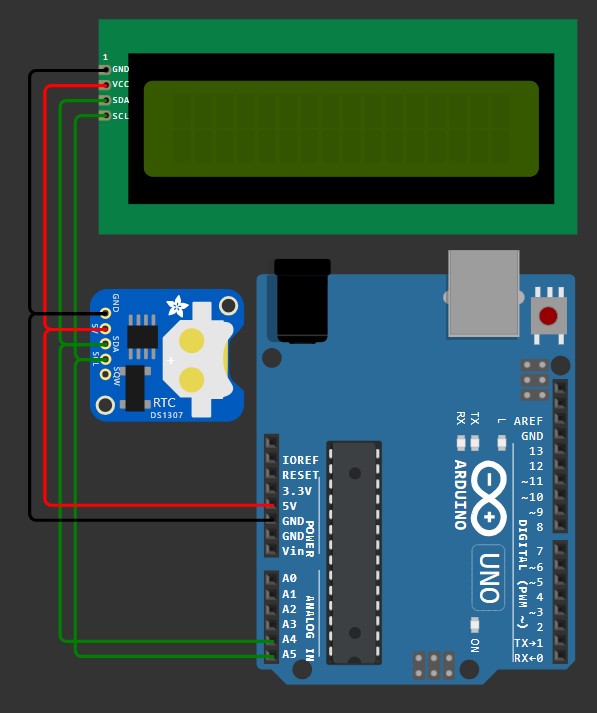 1
GND
VCC
SDA
SCL
GND
5V
SDA
SCL
SQW
RTC
DS1307
IOREF
RESET
3.3V
5V
GND
GND
Vin
POWER
A0
A1
A2
A3
A4
A5
ANALOG IN
RX
TX
L
AREF
GND
13
12
~11
~10
~9
8
7
~6
~5
4
~3
2
TX→1
RX←0
DIGITAL (PWM ~)
ARDUINO
UNO
ON